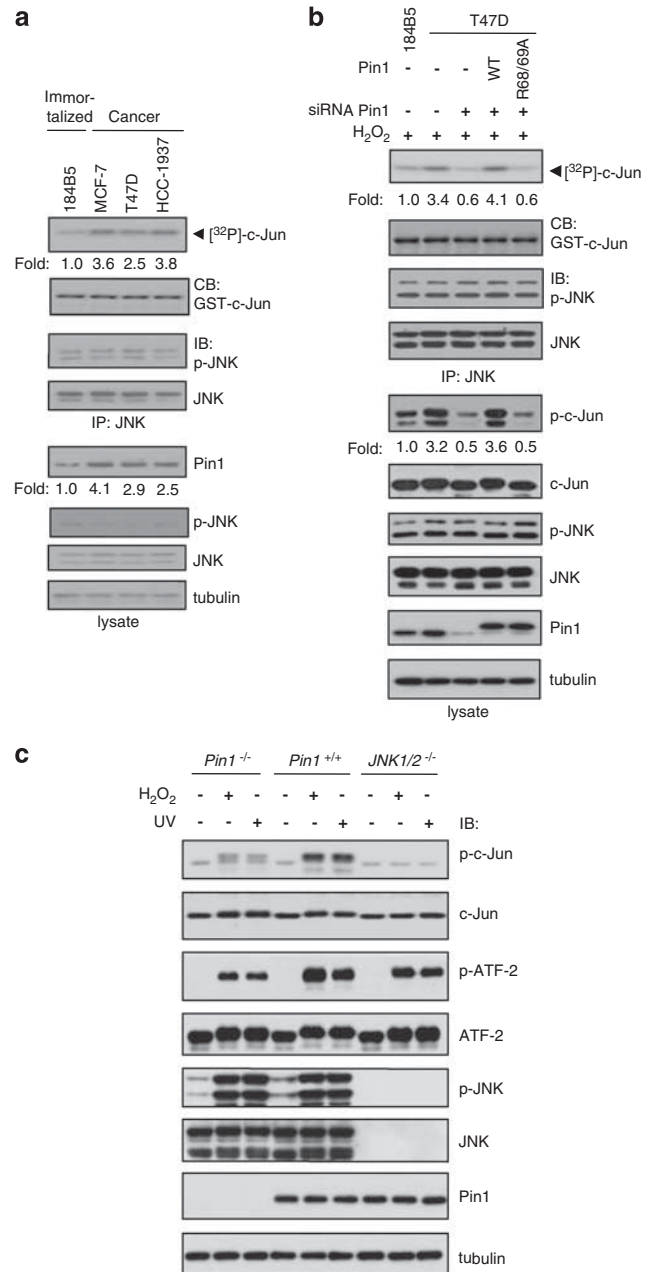 a
Immor-
talized Cancer
184B5 MCF-7 T47D HCC-1937
[32P]-c-Jun
Fold: 1.0 3.6 2.5 3.8
CB:
GST-c-Jun
IB:
p-JNK
JNK
IP: JNK
Pin1
Fold: 1.0 4.1 2.9 2.5
p-JNK
JNK
tubulin
lysate
b
184B5 T47D
Pin1 - - - WT R68/69A
siRNA Pin1 - - + + +
H2O2 + + + + +
[32P]-c-Jun
Fold: 1.0 3.4 0.6 4.1 0.6
CB:
GST-c-Jun
IB:
p-JNK
JNK
IP: JNK
p-c-Jun
Fold: 1.0 3.2 0.5 3.6 0.5
c-Jun
p-JNK
JNK
Pin1
tubulin
lysate
c
Pin1 -/- Pin1 +/+ JNK1/2 -/-
H2O2 - + - - + - - + -
UV - - + - - + - - + IB:
p-c-Jun
c-Jun
p-ATF-2
ATF-2
p-JNK
JNK
Pin1
tubulin